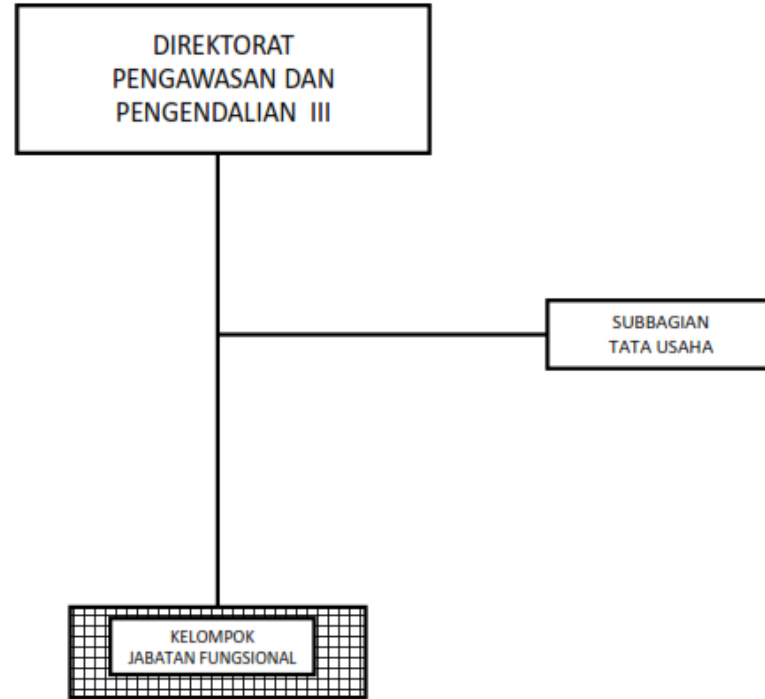 DIREKTORAT
PENGAWASAN DAN
PENGENDALIAN III
SUBBAGIAN
TATA USAHA
KELOMPOK
JABATAN FUNGSIONAL